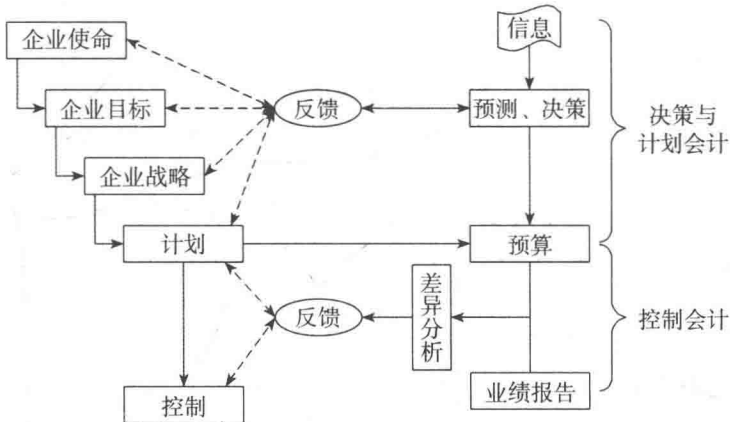 企业使命
信息
企业目标
反馈
预测、决策
决策与
计划会计
企业战略
计划
预算
差异分析
反馈
控制会计
控制
业绩报告